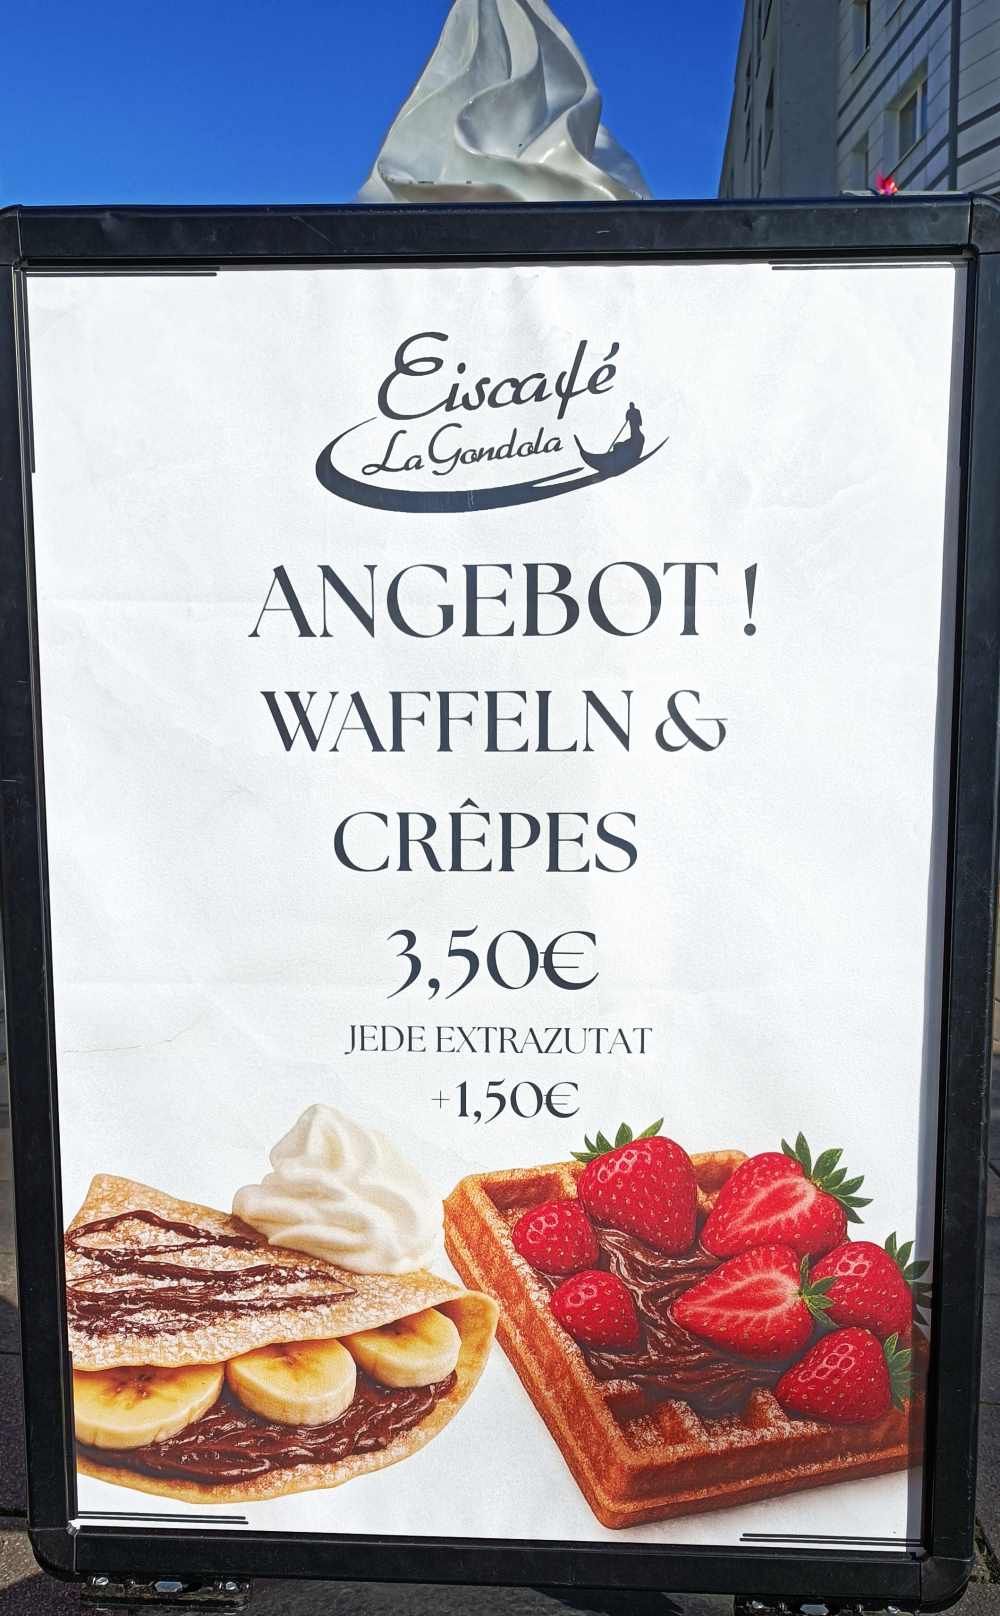 Eiscafé
La Gondola
ANGEBOT !
WAFFELN &
CRÊPES
3,50€
JEDE EXTRAZUTAT
+1,50€